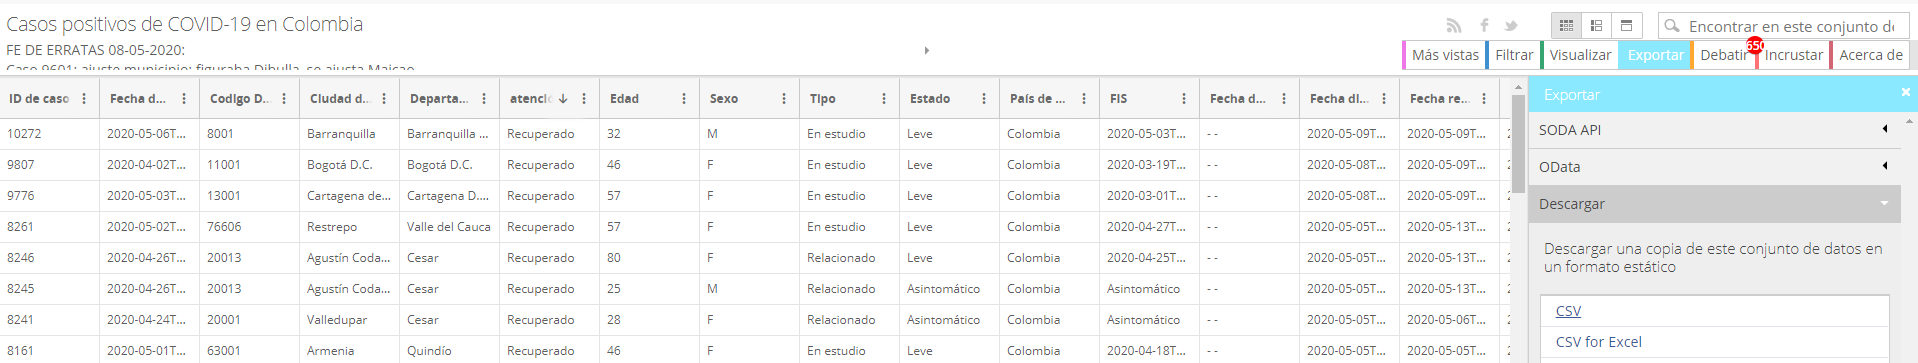 Casos positivos de COVID-19 en Colombia
FE DE ERRATAS 08-05-2020:
Caso 9601: ajuste municipio: figuraba Dibulla, se ajusta Maicao
Encontrar en este conjunto de
Más vistas Filtrar Visualizar Exportar Debatir 650 Incrustar Acerca de
ID de caso Fecha d... Codigo D... Ciudad d... Departa... atenció Edad Sexo Tipo Estado País de ... FIS Fecha d... Fecha di... Fecha re...
10272 2020-05-06T... 8001 Barranquilla Barranquilla ... Recuperado 32 M En estudio Leve Colombia 2020-05-03T... - - 2020-05-09T... 2020-05-09T...
9807 2020-04-02T... 11001 Bogotá D.C. Bogotá D.C. Recuperado 46 F En estudio Leve Colombia 2020-03-19T... - - 2020-05-08T... 2020-05-09T...
9776 2020-05-03T... 13001 Cartagena de... Cartagena D.... Recuperado 57 F En estudio Leve Colombia 2020-03-01T... - - 2020-05-08T... 2020-05-09T...
8261 2020-05-02T... 76606 Restrepo Valle del Cauca Recuperado 57 F En estudio Leve Colombia 2020-04-27T... - - 2020-05-05T... 2020-05-13T...
8246 2020-04-26T... 20013 Agustín Coda... Cesar Recuperado 80 F Relacionado Leve Colombia 2020-04-25T... - - 2020-05-05T... 2020-05-13T...
8245 2020-04-26T... 20013 Agustín Coda... Cesar Recuperado 25 M Relacionado Asintomático Colombia Asintomático - - 2020-05-05T... 2020-05-13T...
8241 2020-04-24T... 20001 Valledupar Cesar Recuperado 28 F Relacionado Asintomático Colombia Asintomático - - 2020-05-05T... 2020-05-06T...
8161 2020-05-01T... 63001 Armenia Quindío Recuperado 46 F En estudio Leve Colombia 2020-04-18T... - - 2020-05-05T... 2020-05-05T...
Exportar
SODA API
OData
Descargar
Descargar una copia de este conjunto de datos en
un formato estático
CSV
CSV for Excel